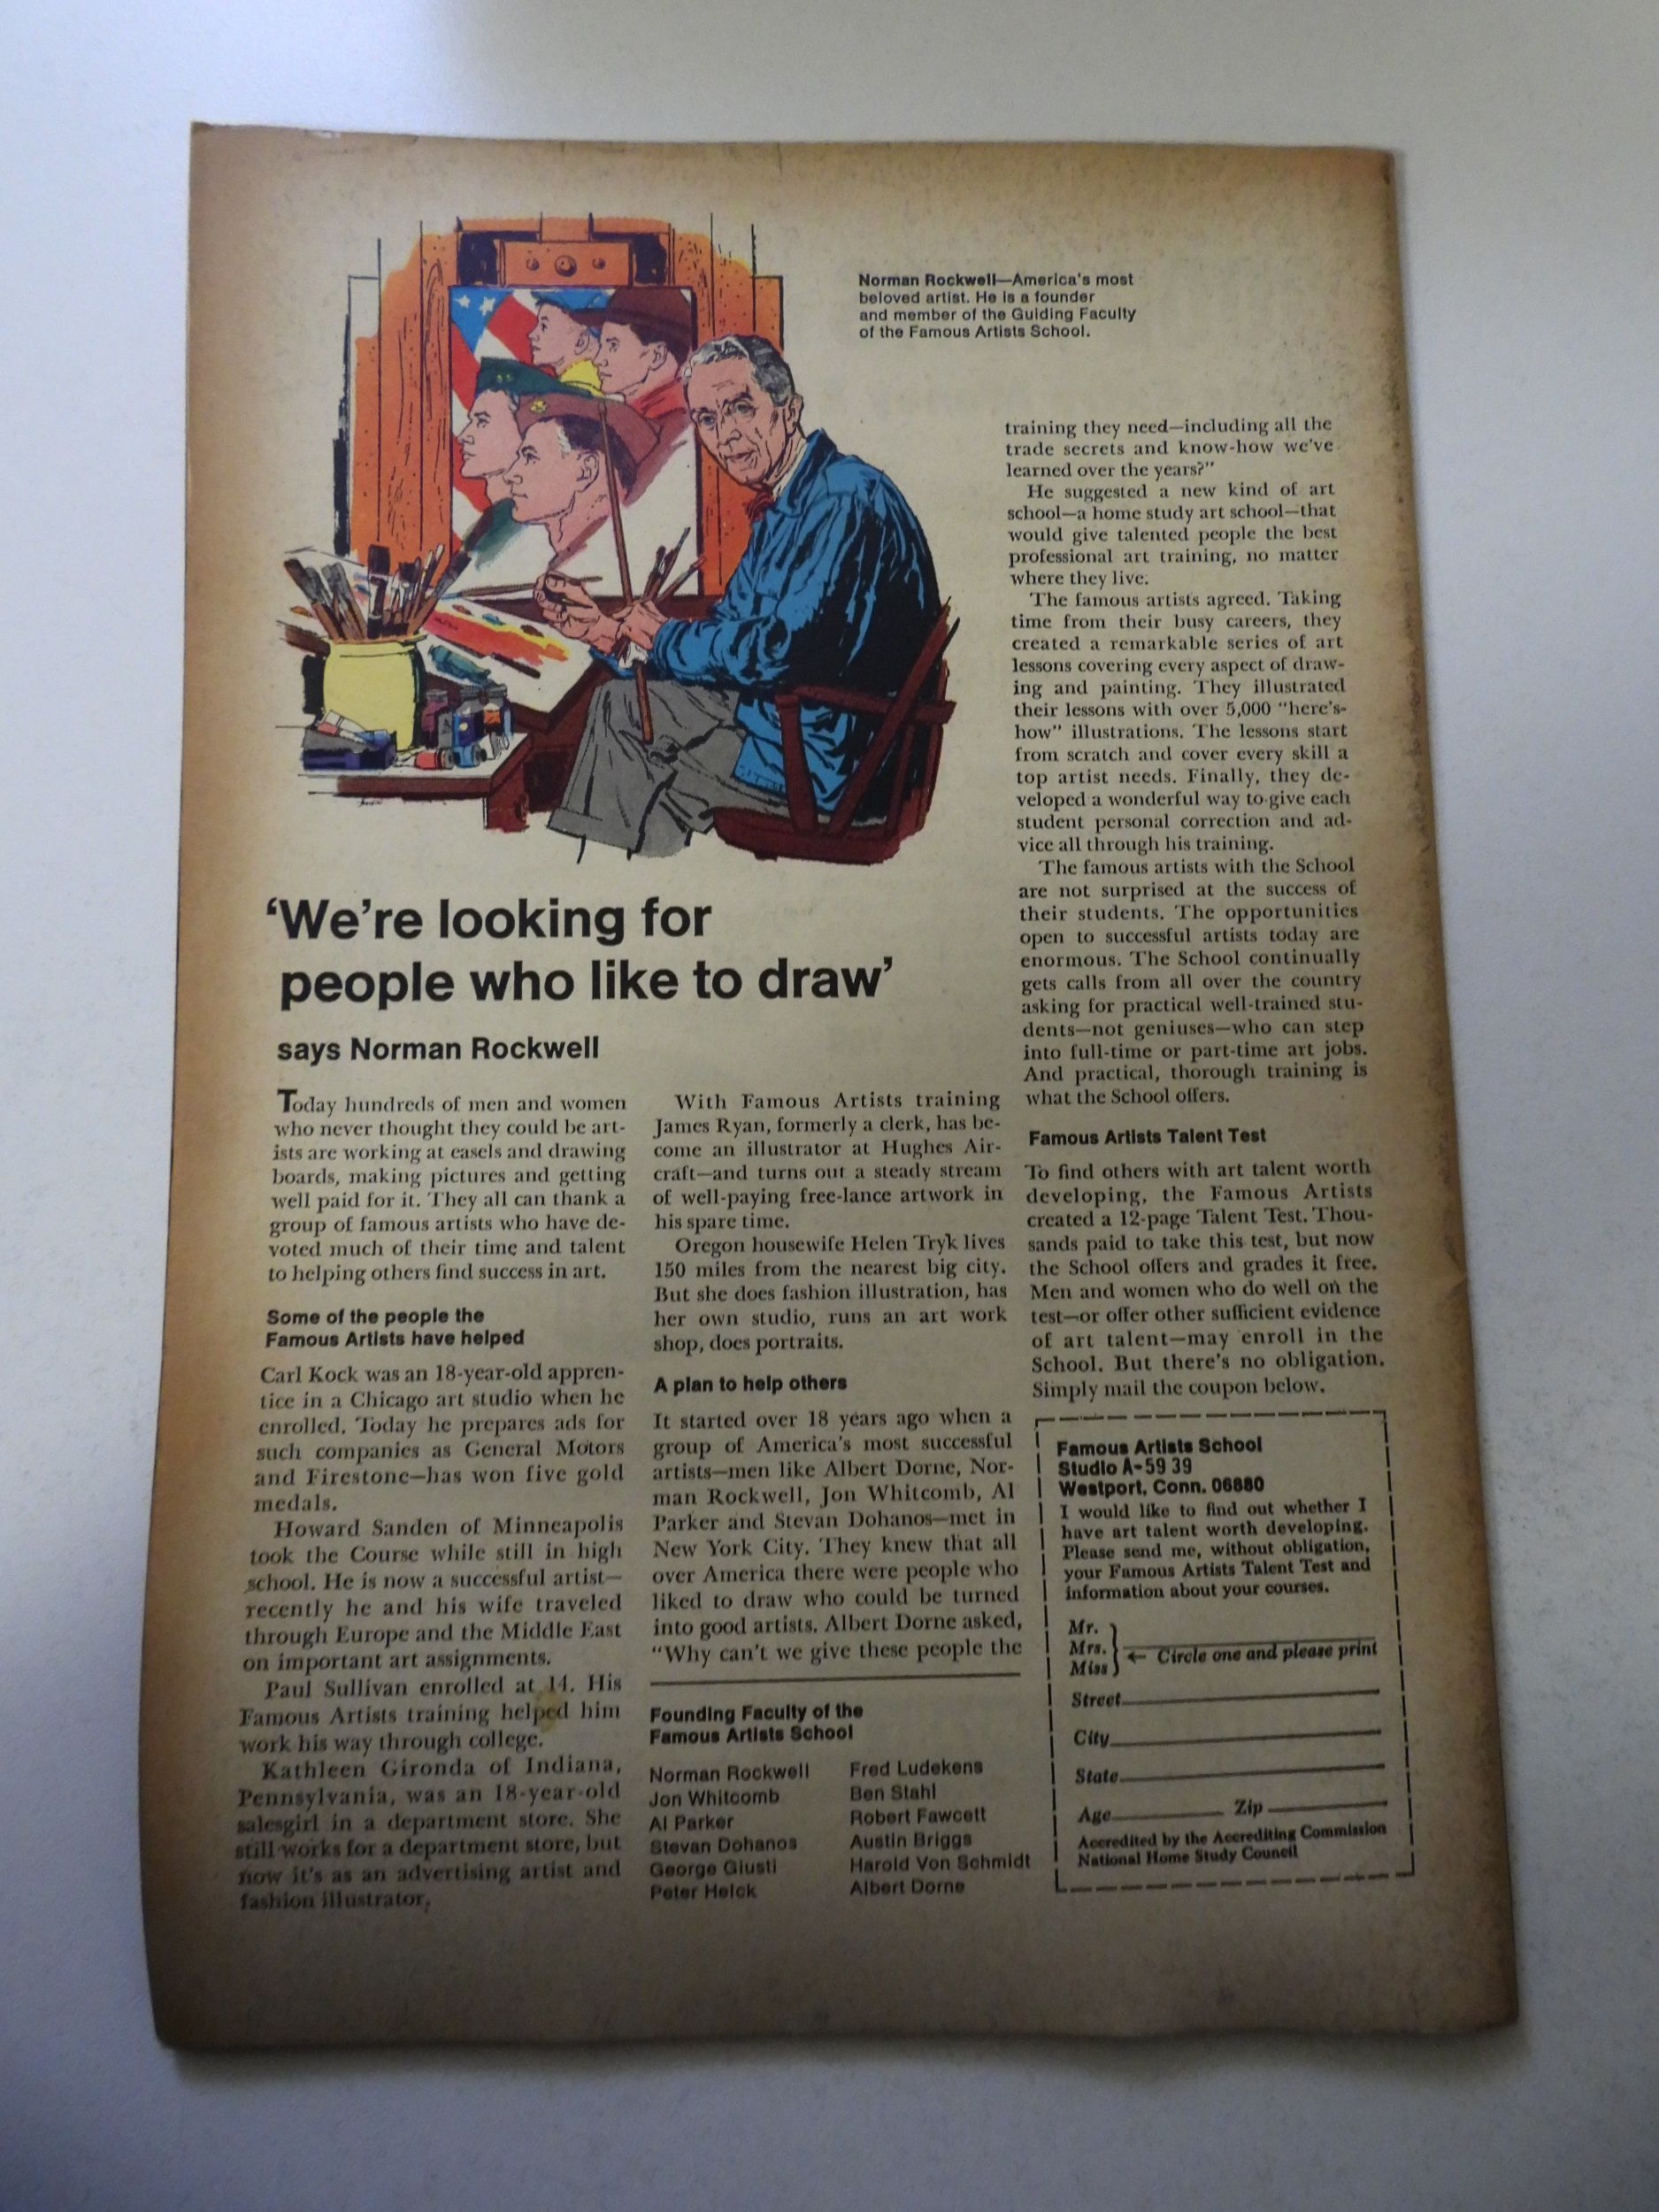 Norman Rockwell—America's most
beloved artist. He is a founder
and member of the Guiding Faculty
of the Famous Artists School.
'We're looking for
people who like to draw'
says Norman Rockwell
Today hundreds of men and women
who never thought they could be art-
ists are working at easels and drawing
boards, making pictures and getting
well paid for it. They all can thank a
group of famous artists who have de-
voted much of their time and talent
to helping others find success in art.
Some of the people the
Famous Artists have helped
Carl Kock was an 18-year-old appren-
tice in a Chicago art studio when he
enrolled. Today he prepares ads for
such companies as General Motors
and Firestone—has won five gold
medals.
Howard Sanden of Minneapolis
took the Course while still in high
school. He is now a successful artist—
recently he and his wife traveled
through Europe and the Middle East
on important art assignments.
Paul Sullivan enrolled at 14. His
Famous Artists training helped him
work his way through college.
Kathleen Gironda of Indiana,
Pennsylvania, was an 18-year-old
salesgirl in a department store. She
still works for a department store, but
now it's as an advertising artist and
fashion illustrator.
With Famous Artists training
James Ryan, formerly a clerk, has be-
come an illustrator at Hughes Air-
craft—and turns out a steady stream
of well-paying free-lance artwork in
his spare time.
Oregon housewife Helen Tryk lives
150 miles from the nearest big city.
But she does fashion illustration, has
her own studio, runs an art work
shop, does portraits.
A plan to help others
It started over 18 years ago when a
group of America's most successful
artists—men like Albert Dorne, Nor-
man Rockwell, Jon Whitcomb, Al
Parker and Stevan Dohanos—met in
New York City. They knew that all
over America there were people who
liked to draw who could be turned
into good artists. Albert Dorne asked,
"Why can't we give these people the
training they need—including all the
trade secrets and know-how we've
learned over the years?"
He suggested a new kind of art
school—a home study art school—that
would give talented people the best
professional art training, no matter
where they live.
The famous artists agreed. Taking
time from their busy careers, they
created a remarkable series of art
lessons covering every aspect of draw-
ing and painting. They illustrated
their lessons with over 5,000 "here's-
how" illustrations. The lessons start
from scratch and cover every skill a
top artist needs. Finally, they de-
veloped a wonderful way to give each
student personal correction and ad-
vice all through his training.
The famous artists with the School
are not surprised at the success of
their students. The opportunities
open to successful artists today are
enormous. The School continually
gets calls from all over the country
asking for practical well-trained stu-
dents—not geniuses—who can step
into full-time or part-time art jobs.
And practical, thorough training is
what the School offers.
Famous Artists Talent Test
To find others with art talent worth
developing, the Famous Artists
created a 12-page Talent Test. Thou-
sands paid to take this test, but now
the School offers and grades it free.
Men and women who do well on the
test—or offer other sufficient evidence
of art talent—may enroll in the
School. But there's no obligation.
Simply mail the coupon below.
Founding Faculty of the
Famous Artists School
Norman Rockwell
Jon Whitcomb
Al Parker
Stevan Dohanos
George Giusti
Peter Helck
Fred Ludekens
Ben Stahl
Robert Fawcett
Austin Briggs
Harold Von Schmidt
Albert Dorne
Famous Artists School
Studio A-59 39
Westport, Conn. 06880
I would like to find out whether I
have art talent worth developing.
Please send me, without obligation,
your Famous Artists Talent Test and
information about your courses.
Mr.
Mrs. ← Circle one and please print
Miss
Street
City
State
Age Zip
Accredited by the Accrediting Commission
National Home Study Council